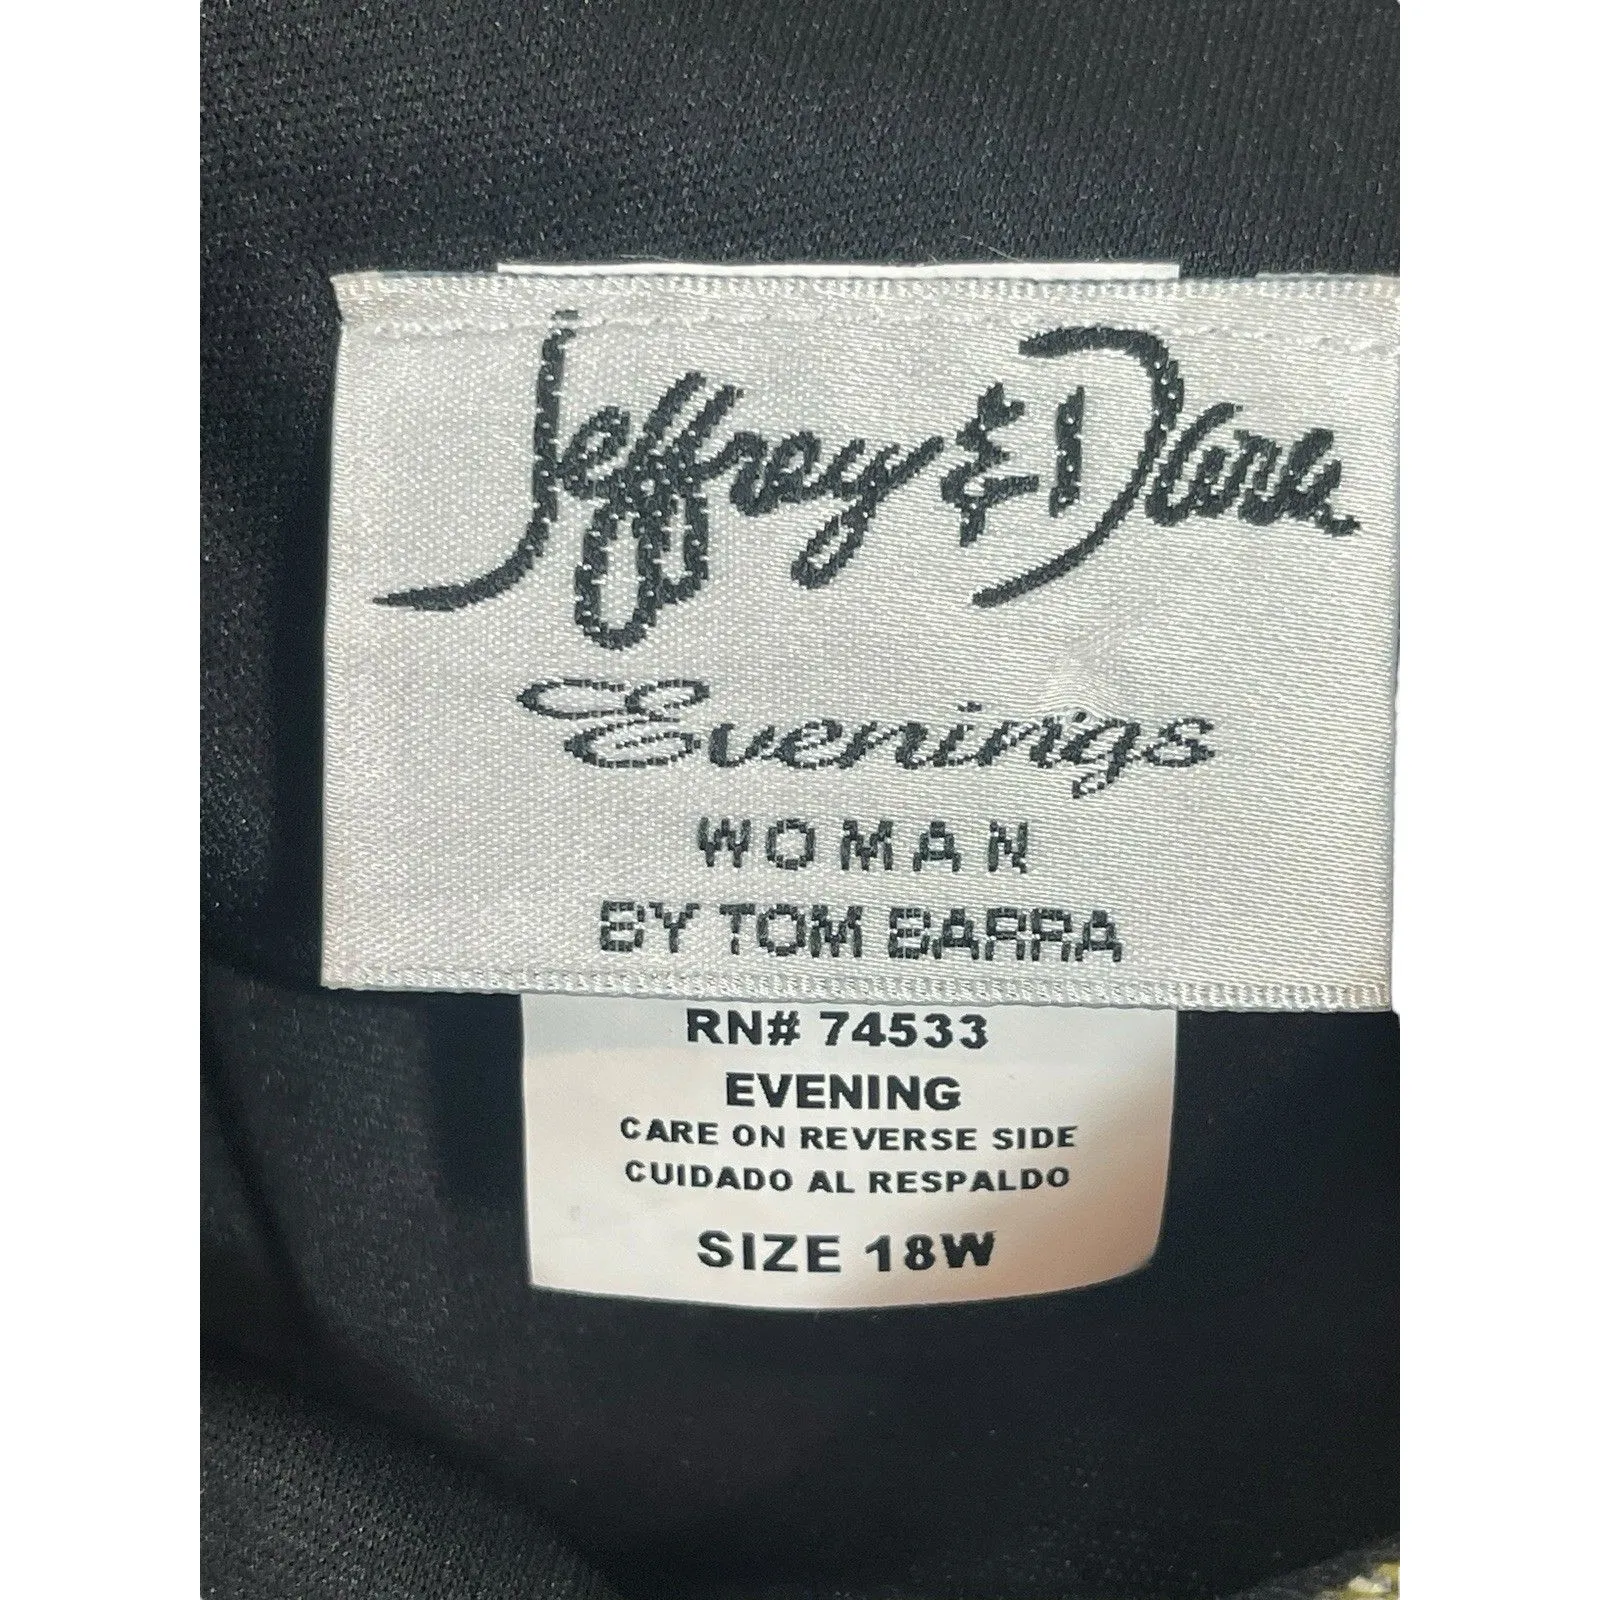 Jeffrey & Dara
Evenings
WOMAN
BY TOM BARRA
RN# 74533
EVENING
CARE ON REVERSE SIDE
CUIDADO AL RESPALDO
SIZE 18W